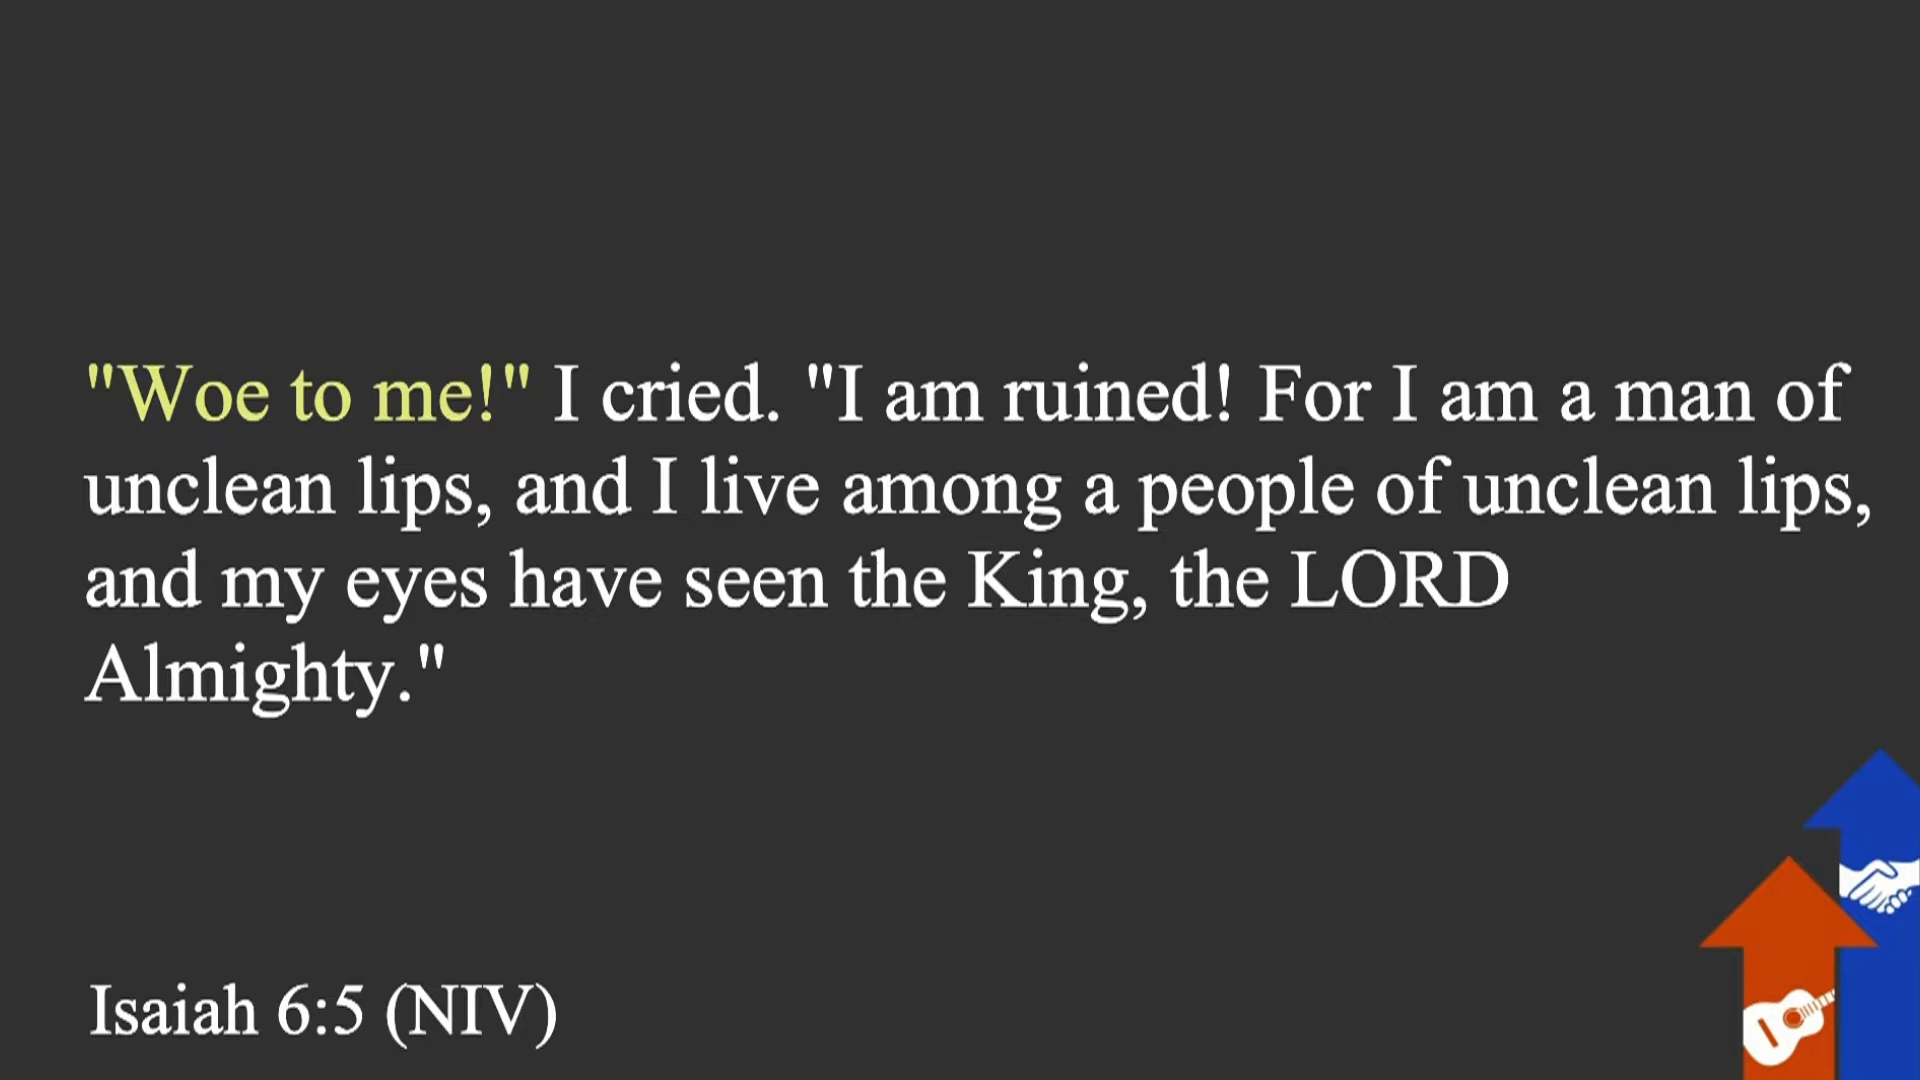 "Woe to me!" I cried. "I am ruined! For I am a man of
unclean lips, and I live among a people of unclean lips,
and my eyes have seen the King, the LORD
Almighty."
Isaiah 6:5 (NIV)